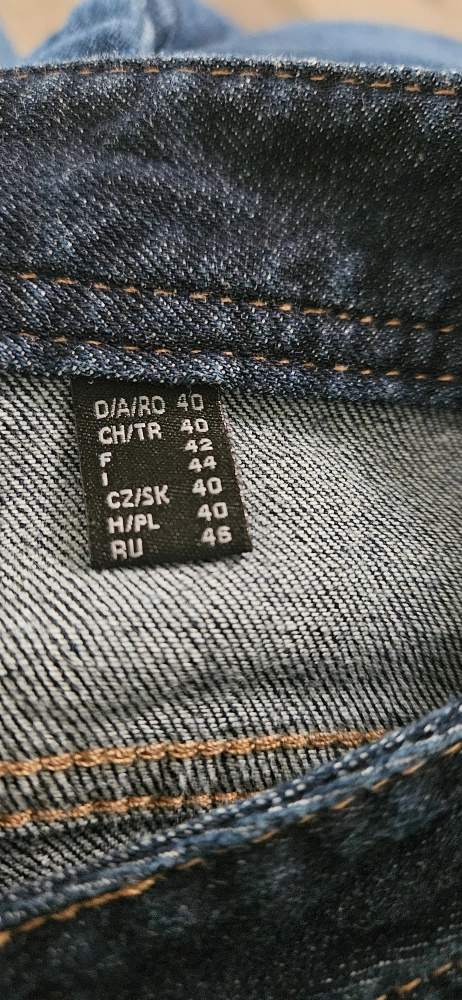 D/A/RO 40
CH/TR 40
F 42
I 44
CZ/SK 40
H/PL 40
RU 46